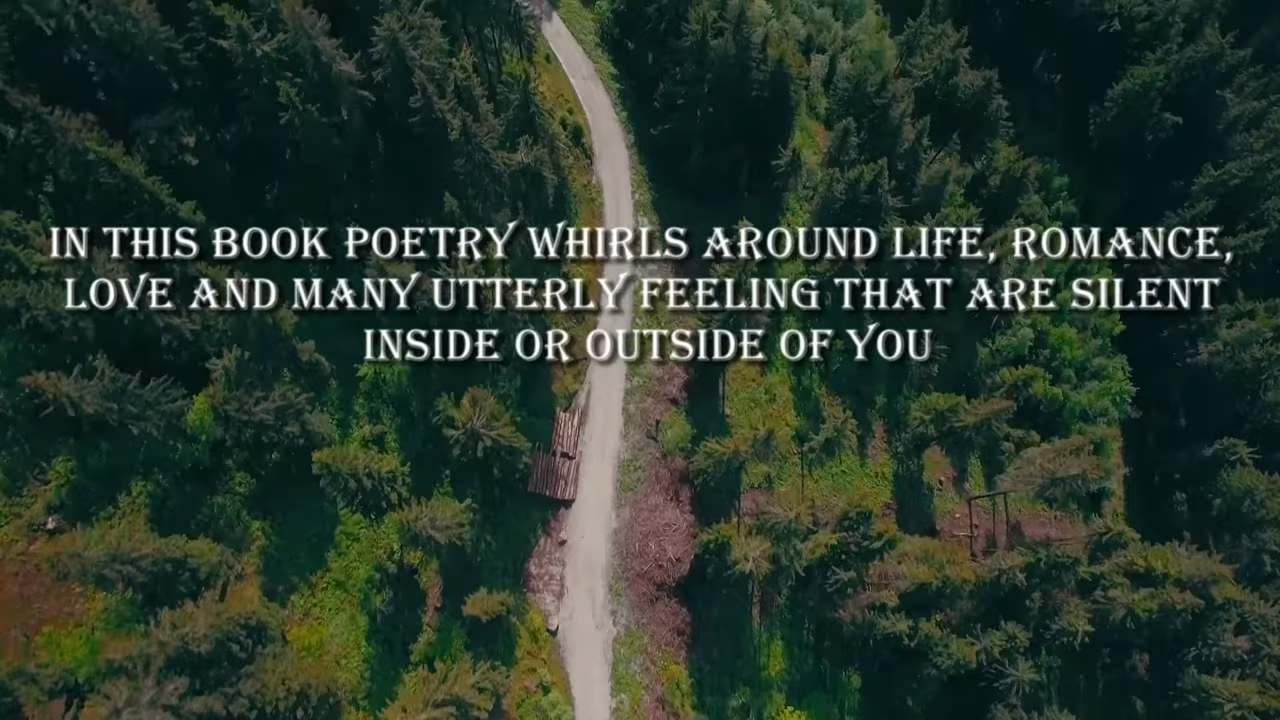 IN THIS BOOK POETRY WHIRLS AROUND LIFE, ROMANCE,
LOVE AND MANY UTTERLY FEELING THAT ARE SILENT
INSIDE OR OUTSIDE OF YOU